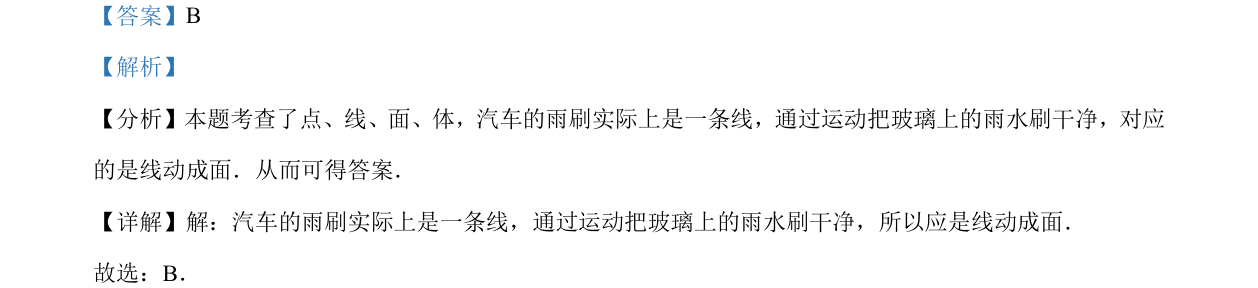 【答案】B
【解析】
【分析】本题考查了点、线、面、体，汽车的雨刷实际上是一条线，通过运动把玻璃上的雨水刷干净，对应
的是线动成面．从而可得答案．
【详解】解：汽车的雨刷实际上是一条线，通过运动把玻璃上的雨水刷干净，所以应是线动成面．
故选：B．